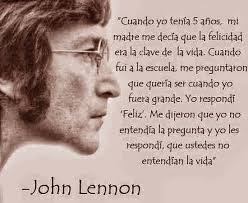 "Cuando yo tenía 5 años,  mi
madre me decía que la felicidad
era la clave de  la vida. Cuando
fui a la escuela, me preguntaron
que quería ser cuando yo
fuera grande. Yo respondí
'Feliz'. Me dijeron que yo no
entendía la pregunta y yo les
respondí, que ustedes no
entendían la vida"
-John Lennon